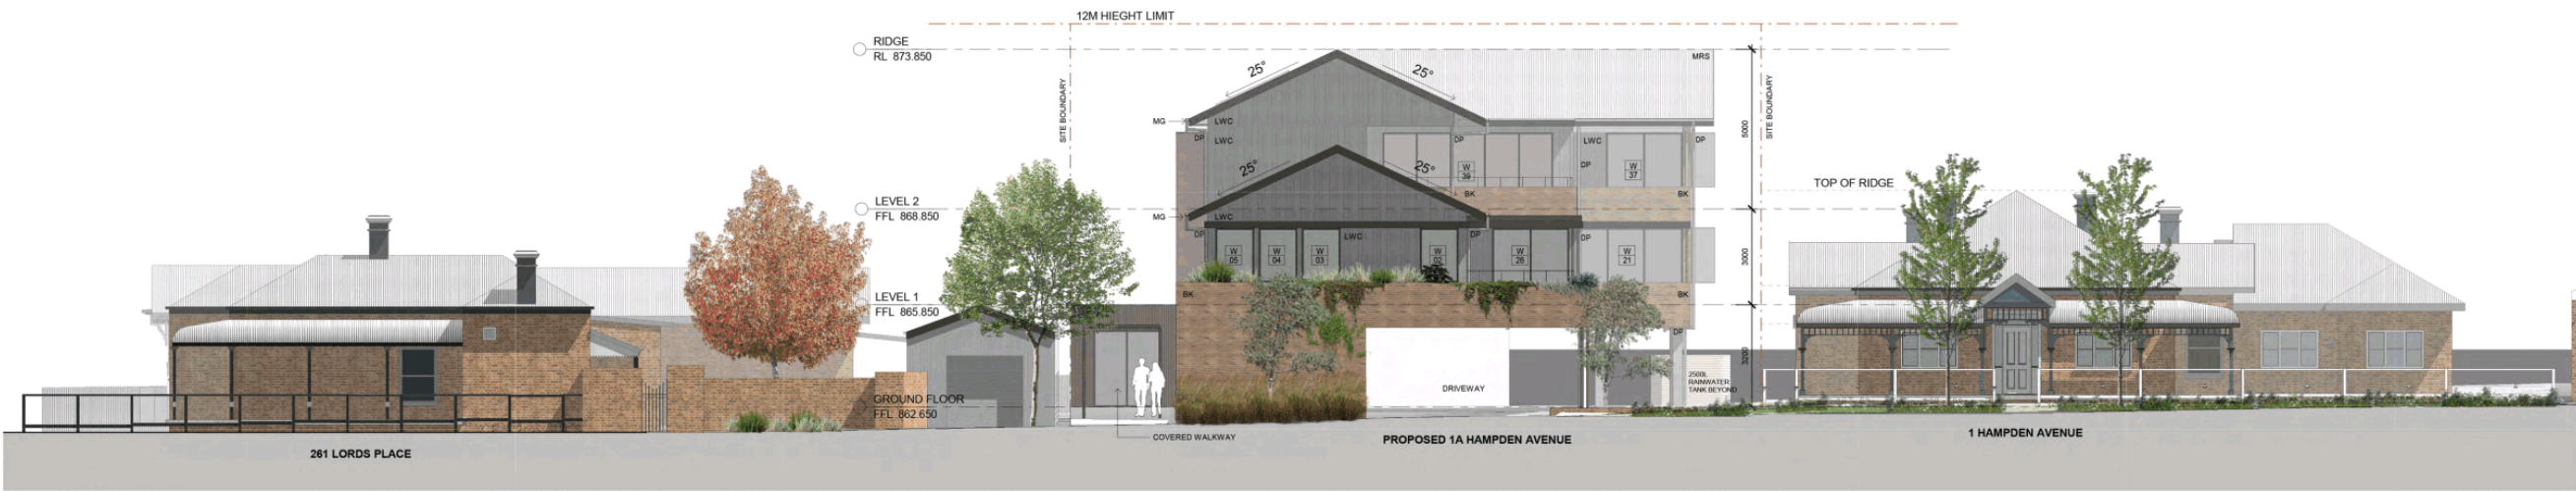 12M HIEGHT LIMIT
RIDGE
RL 873.850
SITE BOUNDARY
25°
25°
MRS
SITE BOUNDARY
MG
LWC
DP
LWC
DP
LWC
DP
DP
5000
W
39
W
37
25°
25°
BK
BK
TOP OF RIDGE
LEVEL 2
FFL 868.850
MG
LWC
DP
LWC
DP
DP
W
05
W
04
W
03
W
02
W
26
W
21
3000
BK
BK
LEVEL 1
FFL 865.850
DP
3200
2500L
RAINWATER
TANK BEYOND
DRIVEWAY
GROUND FLOOR
FFL 862.650
COVERED WALKWAY
261 LORDS PLACE
PROPOSED 1A HAMPDEN AVENUE
1 HAMPDEN AVENUE